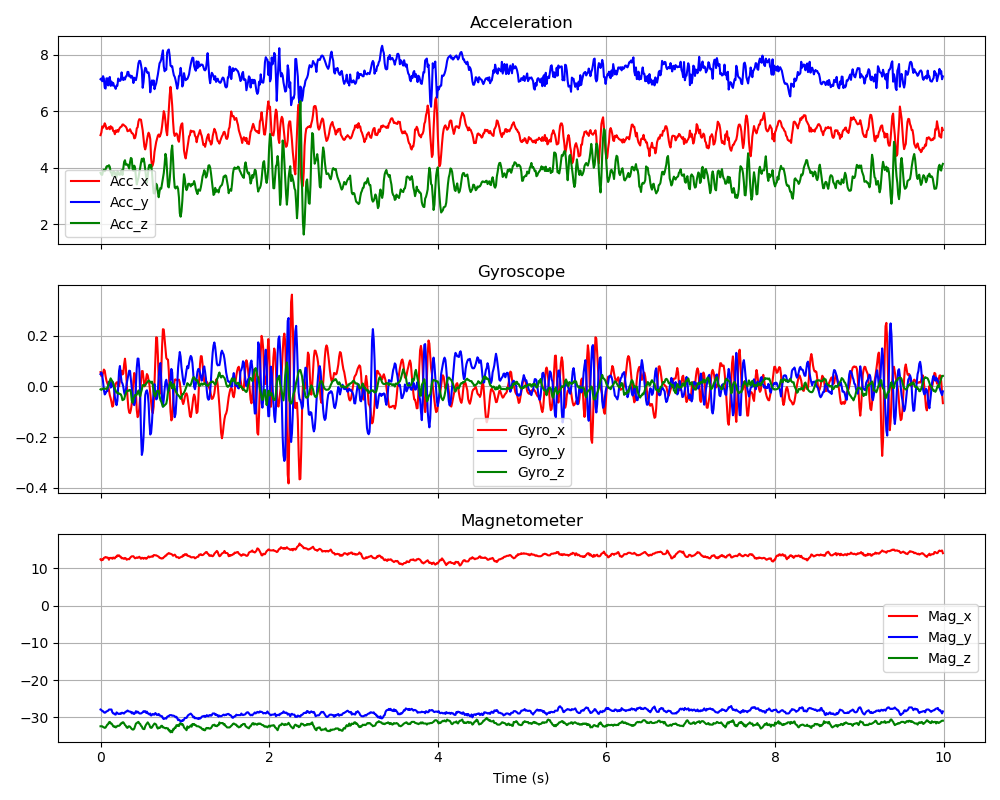 Acceleration
8
6
4
2
Acc_x
Acc_y
Acc_z
Gyroscope
0.2
0.0
−0.2
−0.4
Gyro_x
Gyro_y
Gyro_z
Magnetometer
10
0
−10
−20
−30
Mag_x
Mag_y
Mag_z
0 2 4 6 8 10
Time (s)